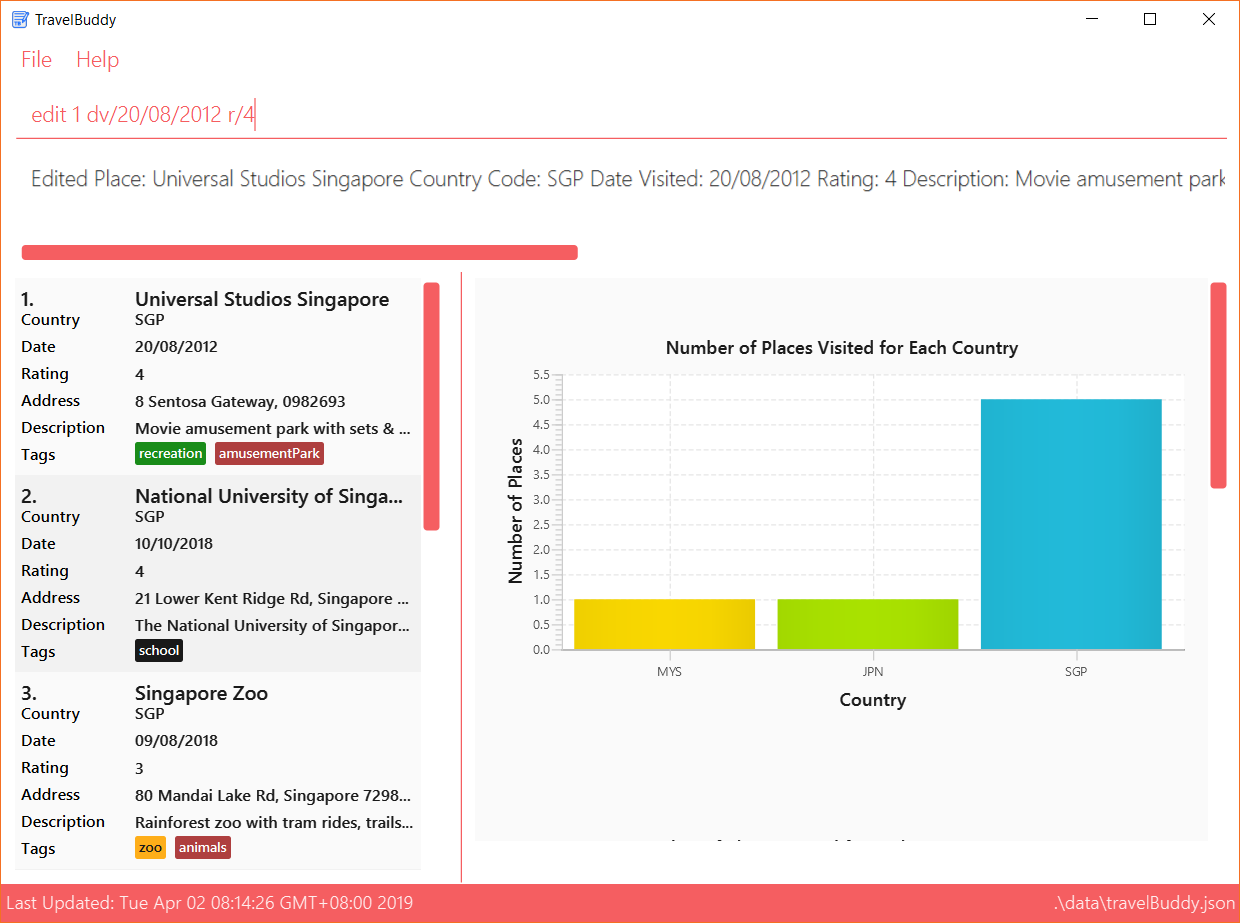 TravelBuddy
File Help
edit 1 dv/20/08/2012 r/4
Edited Place: Universal Studios Singapore Country Code: SGP Date Visited: 20/08/2012 Rating: 4 Description: Movie amusement park
1. Universal Studios Singapore
Country SGP
Date 20/08/2012
Rating 4
Address 8 Sentosa Gateway, 0982693
Description Movie amusement park with sets & ...
Tags recreation amusementPark
2. National University of Singa...
Country SGP
Date 10/10/2018
Rating 4
Address 21 Lower Kent Ridge Rd, Singapore ...
Description The National University of Singapor...
Tags school
3. Singapore Zoo
Country SGP
Date 09/08/2018
Rating 3
Address 80 Mandai Lake Rd, Singapore 7298...
Description Rainforest zoo with tram rides, trails...
Tags zoo animals
Number of Places Visited for Each Country
Number of Places
5.5
5.0
4.5
4.0
3.5
3.0
2.5
2.0
1.5
1.0
0.5
0.0
MYS JPN SGP
Country
Last Updated: Tue Apr 02 08:14:26 GMT+08:00 2019
.\data\travelBuddy.json